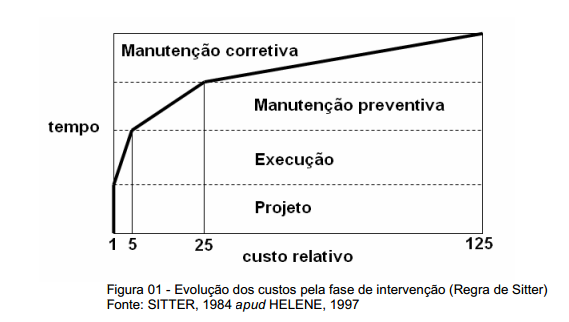 Manutenção corretiva
Manutenção preventiva
tempo
Execução
Projeto
1 5 25 125
custo relativo
Figura 01 - Evolução dos custos pela fase de intervenção (Regra de Sitter)
Fonte: SITTER, 1984 apud HELENE, 1997